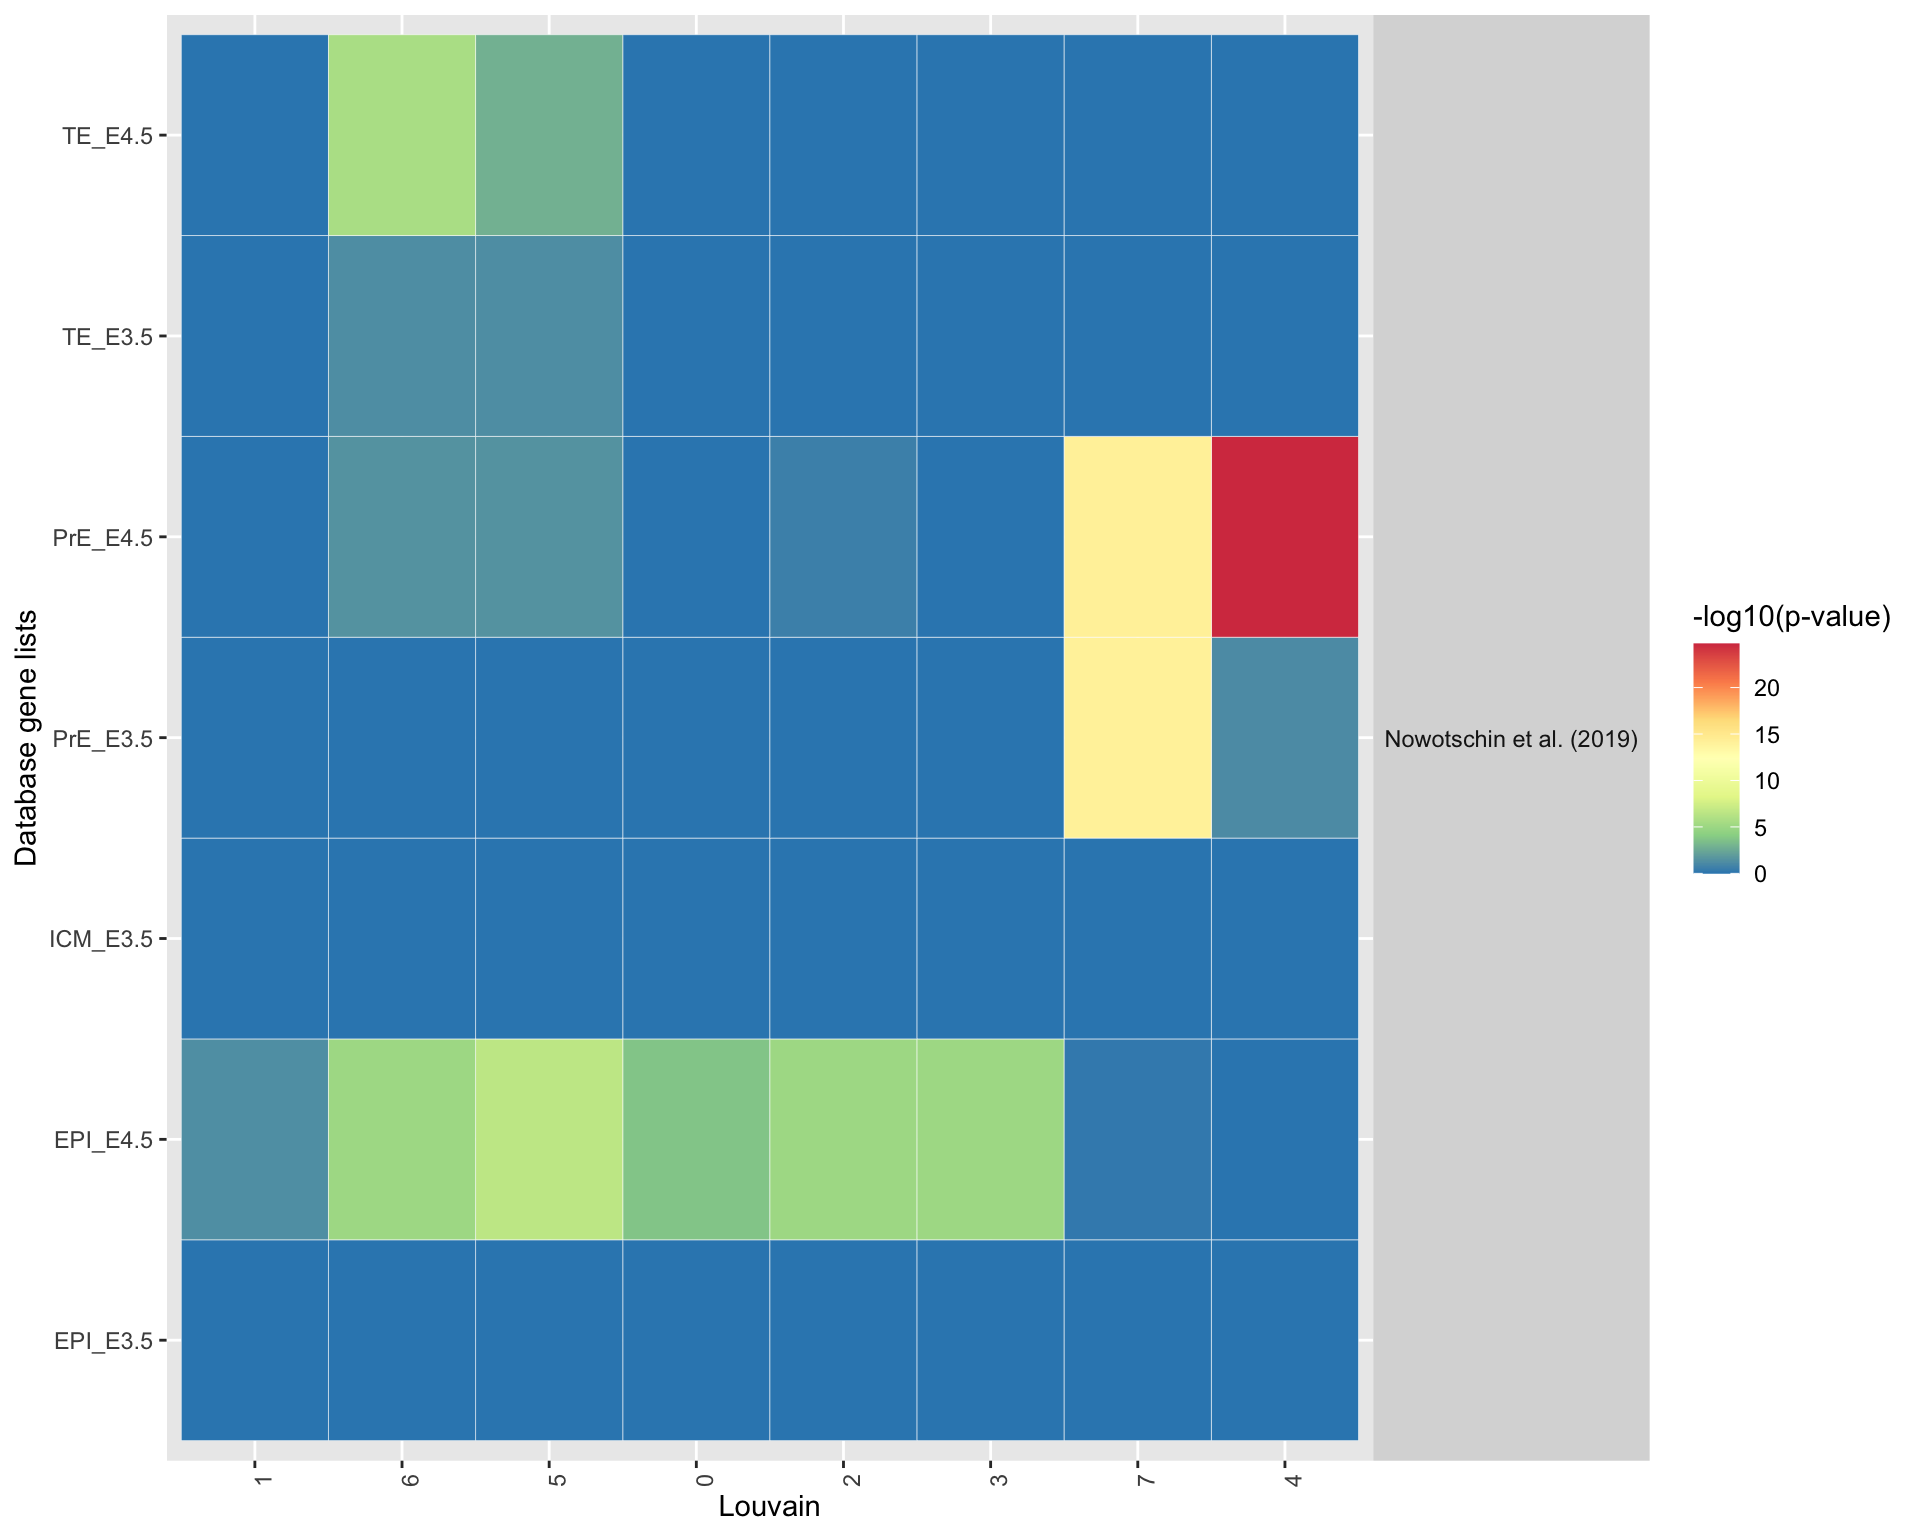 TE_E4.5
TE_E3.5
PrE_E4.5
PrE_E3.5
ICM_E3.5
EPI_E4.5
EPI_E3.5
Database gene lists
1 6 5 0 2 3 7 4
Louvain
Nowotschin et al. (2019)
-log10(p-value)
20
15
10
5
0